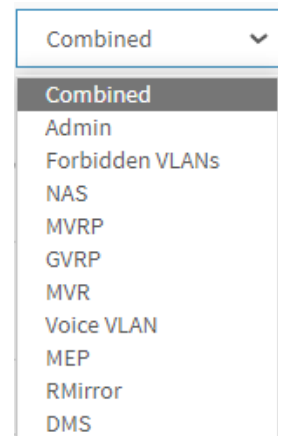 Combined
Combined
Admin
Forbidden VLANs
NAS
MVRP
GVRP
MVR
Voice VLAN
MEP
RMirror
DMS